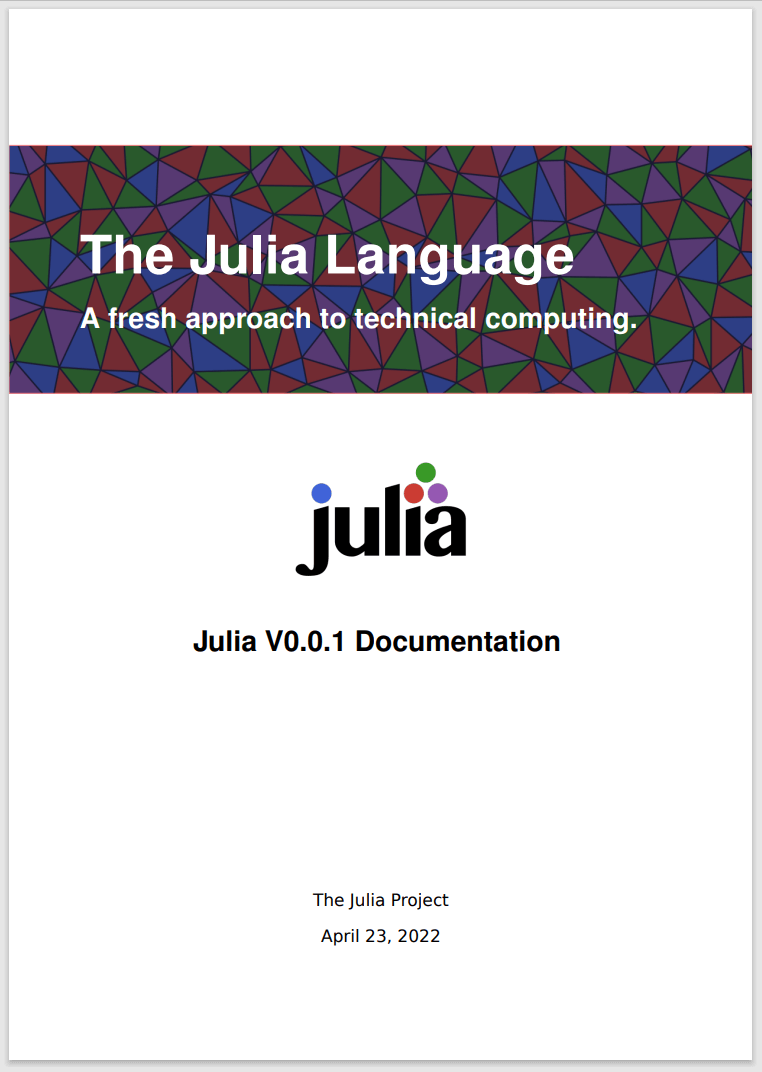 The Julia Language
A fresh approach to technical computing.
julia
Julia V0.0.1 Documentation
The Julia Project
April 23, 2022